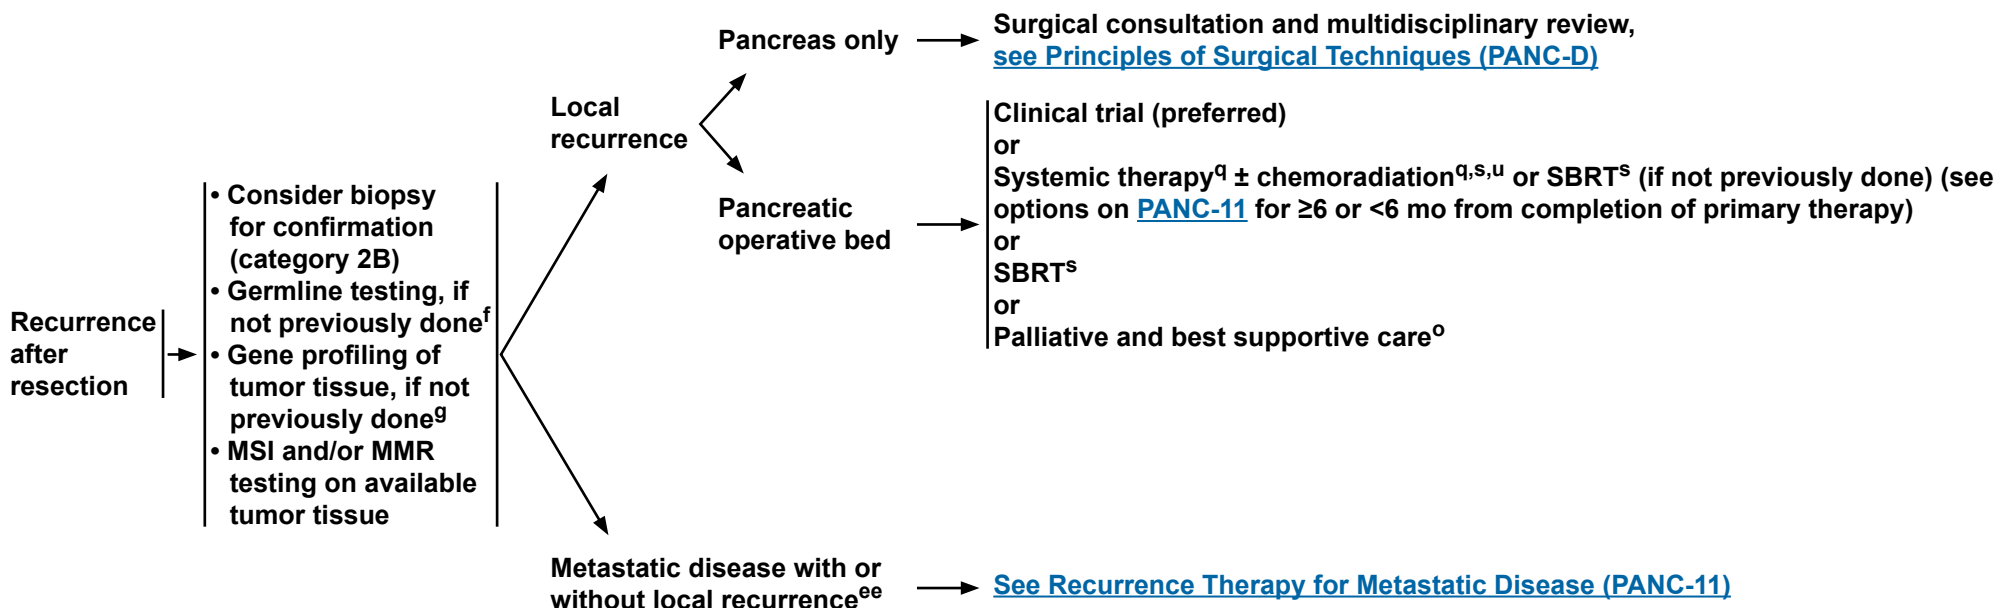 Recurrence
after
resection
• Consider biopsy
for confirmation
(category 2B)
• Germline testing, if
not previously doneᶠ
• Gene profiling of
tumor tissue, if not
previously doneᵍ
• MSI and/or MMR
testing on available
tumor tissue
Local
recurrence
Pancreas only
Surgical consultation and multidisciplinary review,
see Principles of Surgical Techniques (PANC-D)
Pancreatic
operative bed
Clinical trial (preferred)
or
Systemic therapy^q ± chemoradiation^q,s,u or SBRTˢ (if not previously done) (see
options on PANC-11 for ≥6 or <6 mo from completion of primary therapy)
or
SBRTˢ
or
Palliative and best supportive careᵒ
Metastatic disease with or
without local recurrenceᵉᵉ
See Recurrence Therapy for Metastatic Disease (PANC-11)